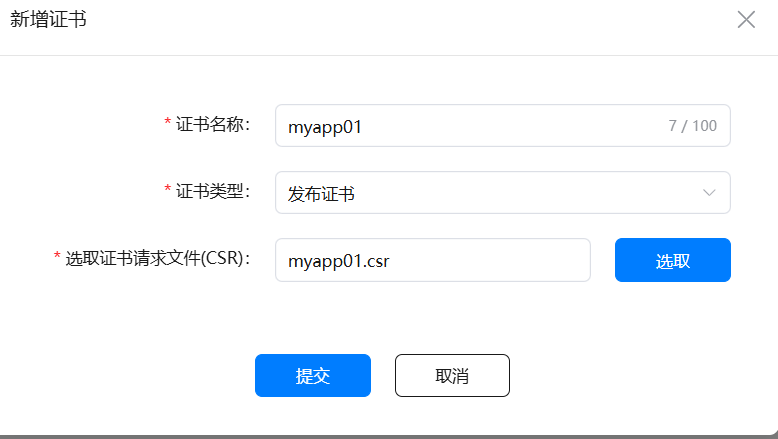 新增证书
* 证书名称： myapp01 7 / 100
* 证书类型： 发布证书
* 选取证书请求文件(CSR)： myapp01.csr 选取
提交 取消